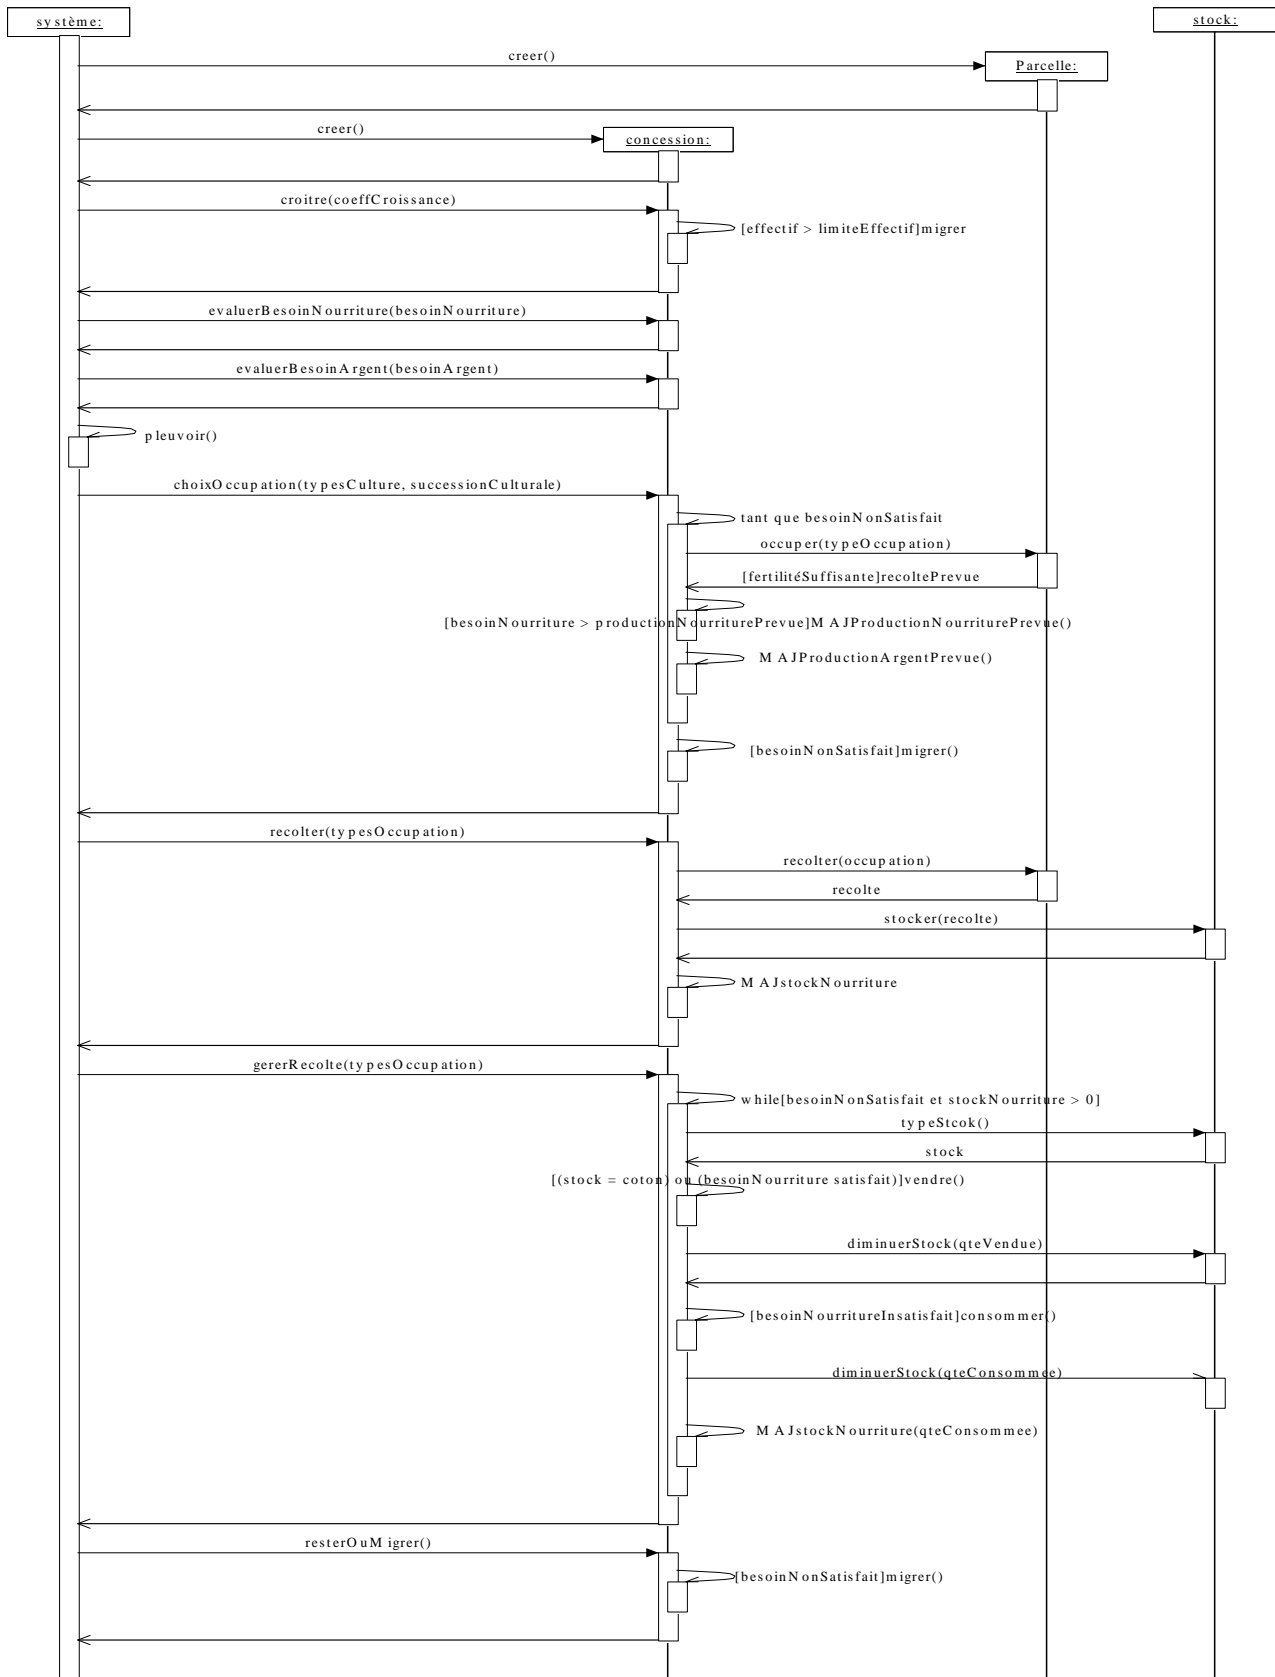 système:
stock:
creer()
Parcelle:
creer()
concession:
croitre(coeffCroissance)
[effectif > limiteEffectif]migrer
evaluerBesoinNourriture(besoinNourriture)
evaluerBesoinArgent(besoinArgent)
pleuvoir()
choixOccupation(typesCulture, successionCulturale)
tant que besoinNonSatisfait
occuper(typeOccupation)
[fertilitéSuffisante]recoltePrevue
[besoinNourriture > productionNourriturePrevue]MAJProductionNourriturePrevue()
MAJProductionArgentPrevue()
[besoinNonSatisfait]migrer()
recolter(typesOccupation)
recolter(occupation)
recolte
stocker(recolte)
MAJstockNourriture
gererRecolte(typesOccupation)
while[besoinNonSatisfait et stockNourriture > 0]
typeStcok()
stock
[(stock = coton) ou (besoinNourriture satisfait)]vendre()
diminuerStock(qteVendue)
[besoinNourritureInsatisfait]consommer()
diminuerStock(qteConsommee)
MAJstockNourriture(qteConsommee)
resterOuMigrer()
[besoinNonSatisfait]migrer()